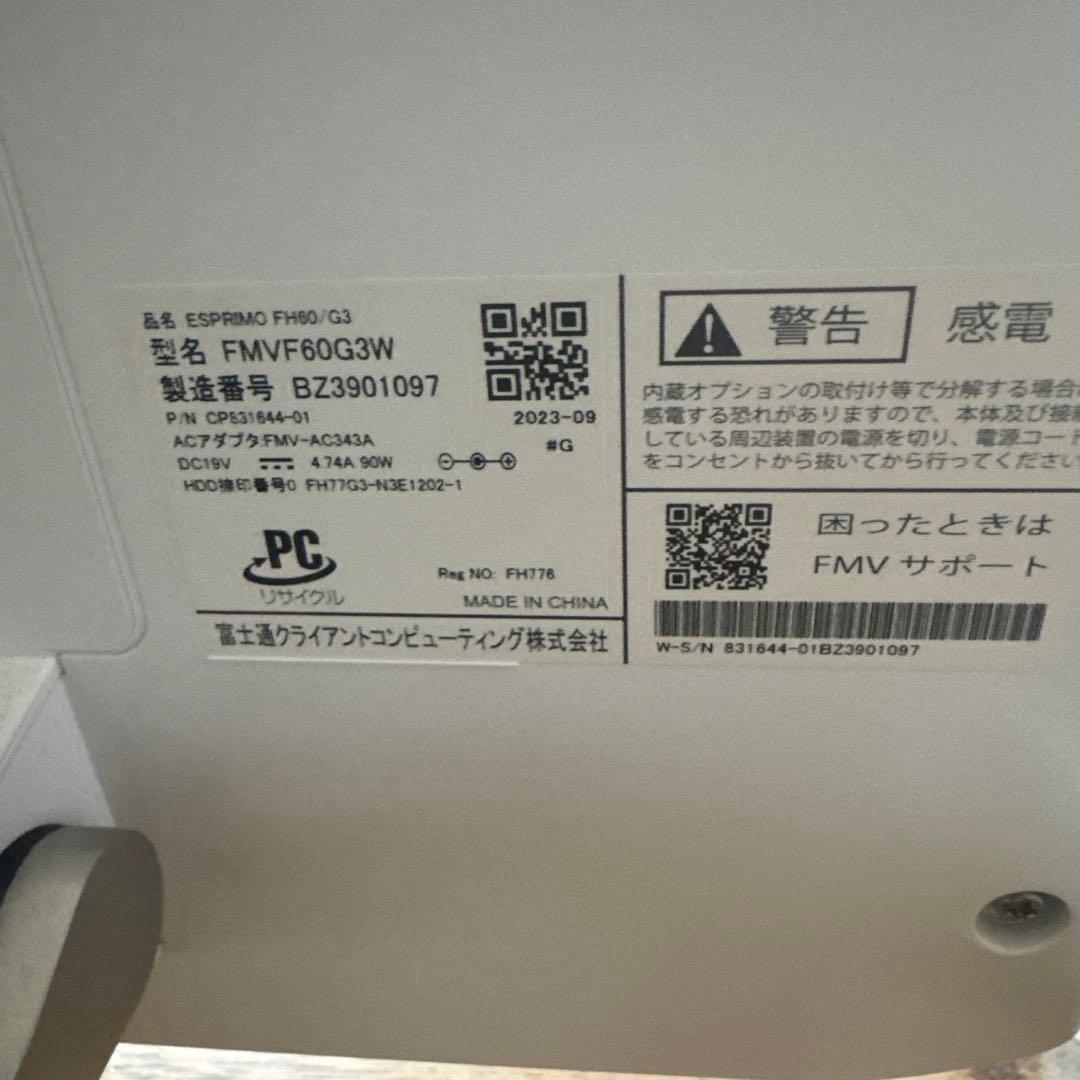 品名 ESPRIMO FH60/G3
型名 FMVF60G3W
製造番号 BZ3901097
P/N CP831644-01
2023-09
ACアダプタ:FMV-AC343A
#G
DC19V 4.74A 90W
HDD捺印番号0 FH77G3-N3E1202-1
PC
リサイクル
Reg NO: FH776
MADE IN CHINA
富士通クライアントコンピューティング株式会社
警告 感電
内蔵オプションの取付け等で分解する場合
感電する恐れがありますので、本体及び接続
している周辺装置の電源を切り、電源コード
をコンセントから抜いてから行ってください
困ったときは
FMV サポート
W-S/N 831644-01BZ3901097